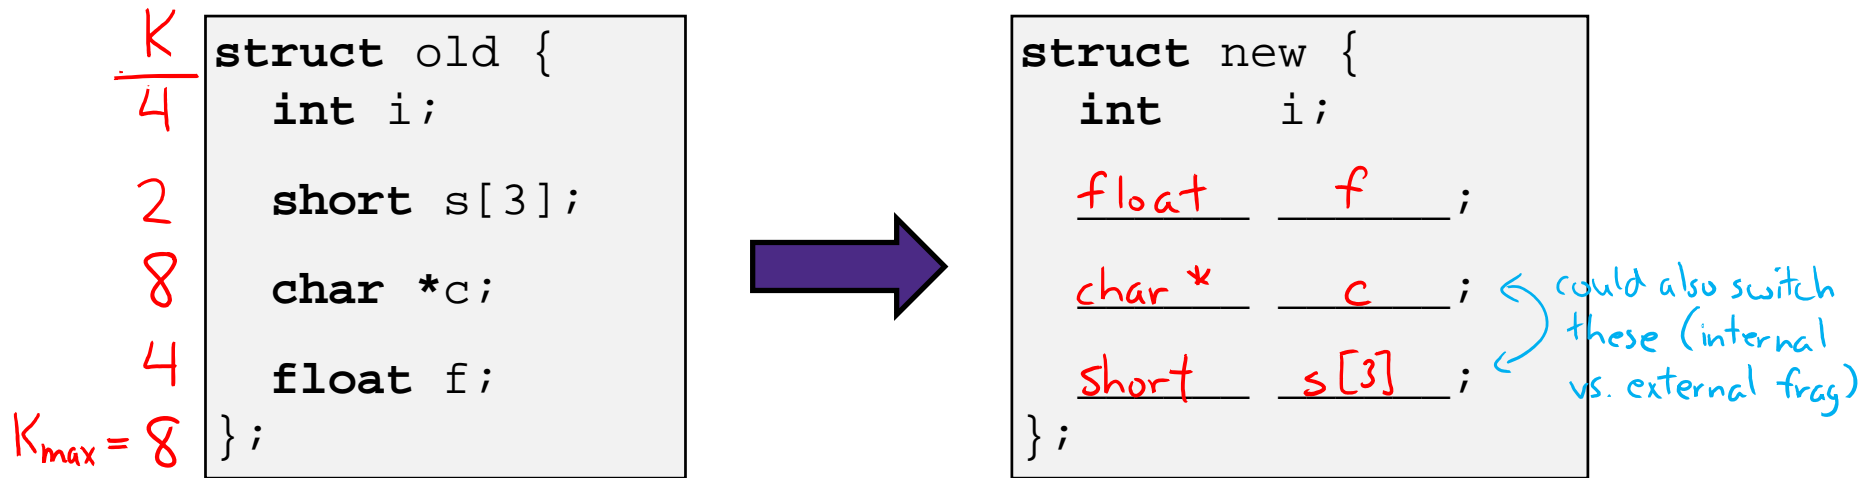 K
4
2
8
4
Kmax = 8
struct old {
int i;
short s[3];
char *c;
float f;
};
struct new {
int i;
float f;
char* c;
short s[3];
};
could also switch
these (internal
vs. external frag)